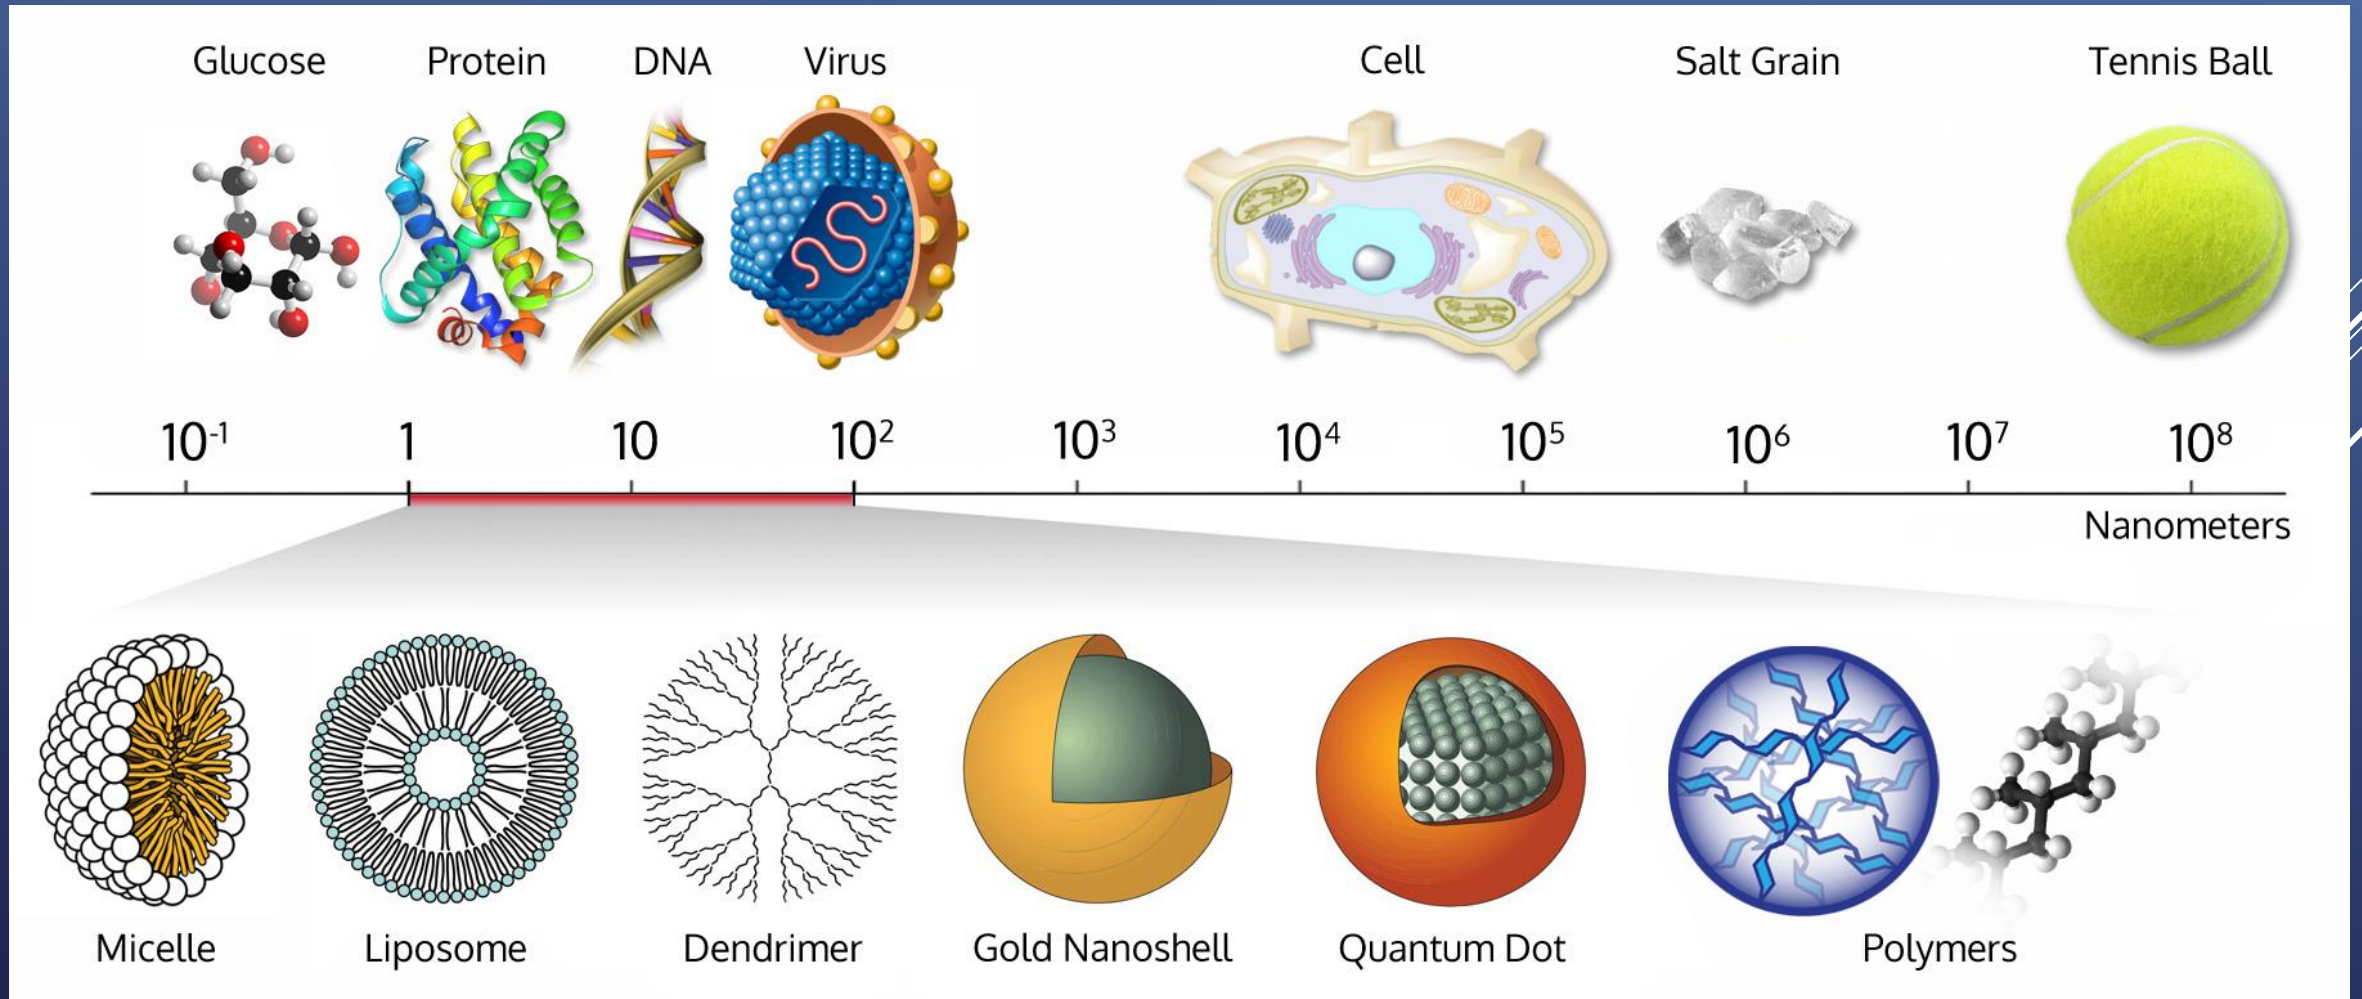 Glucose Protein DNA Virus Cell Salt Grain Tennis Ball
10⁻¹ 1 10 10² 10³ 10⁴ 10⁵ 10⁶ 10⁷ 10⁸
Nanometers
Micelle Liposome Dendrimer Gold Nanoshell Quantum Dot Polymers